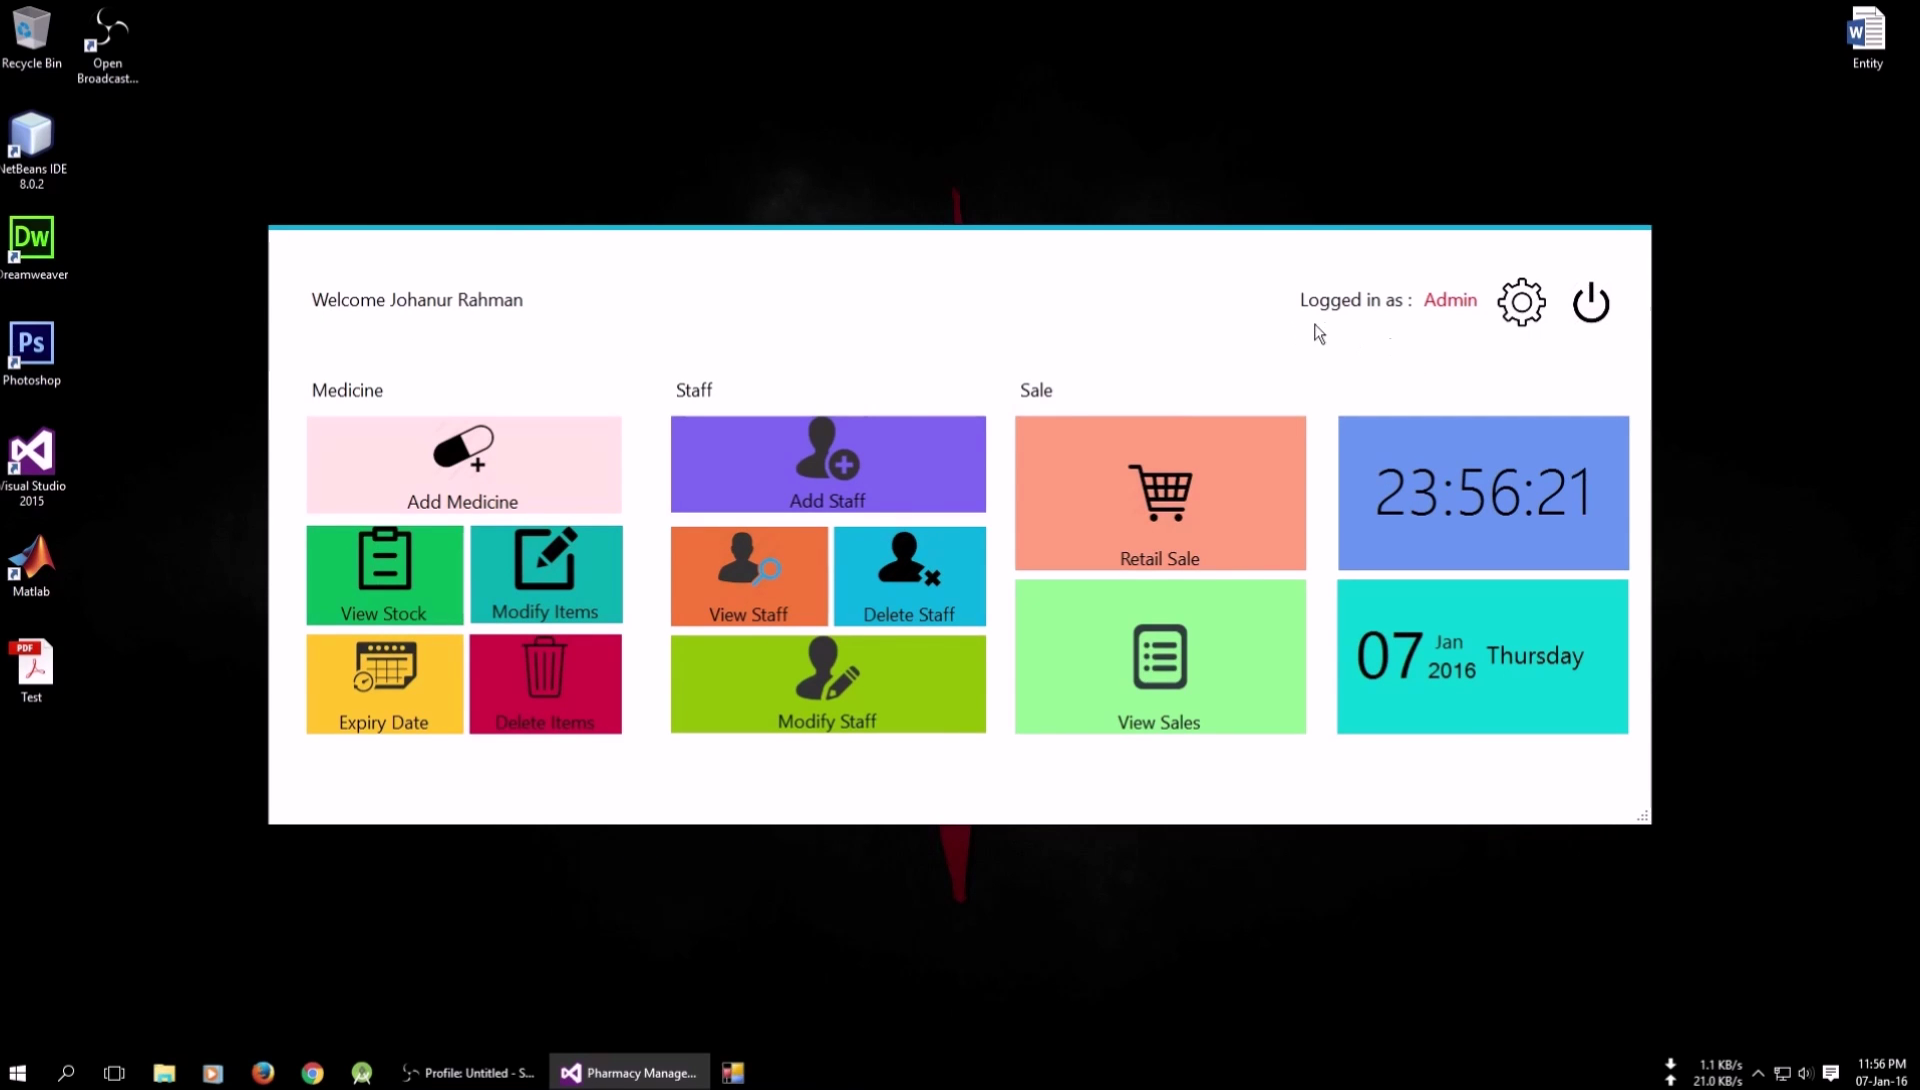 Recycle Bin
Open
Broadcast...
Entity
NetBeans IDE
8.0.2
Dw
Dreamweaver
Ps
Photoshop
Visual Studio
2015
Matlab
PDF
Test
Welcome Johanur Rahman
Logged in as : Admin
Medicine
Staff
Sale
Add Medicine
Add Staff
Retail Sale
23:56:21
View Stock
Modify Items
View Staff
Delete Staff
Expiry Date
Delete Items
Modify Staff
View Sales
07 Jan 2016 Thursday
Profile: Untitled - S...
Pharmacy Manage...
1.1 KB/s
21.0 KB/s
11:56 PM
07-Jan-16